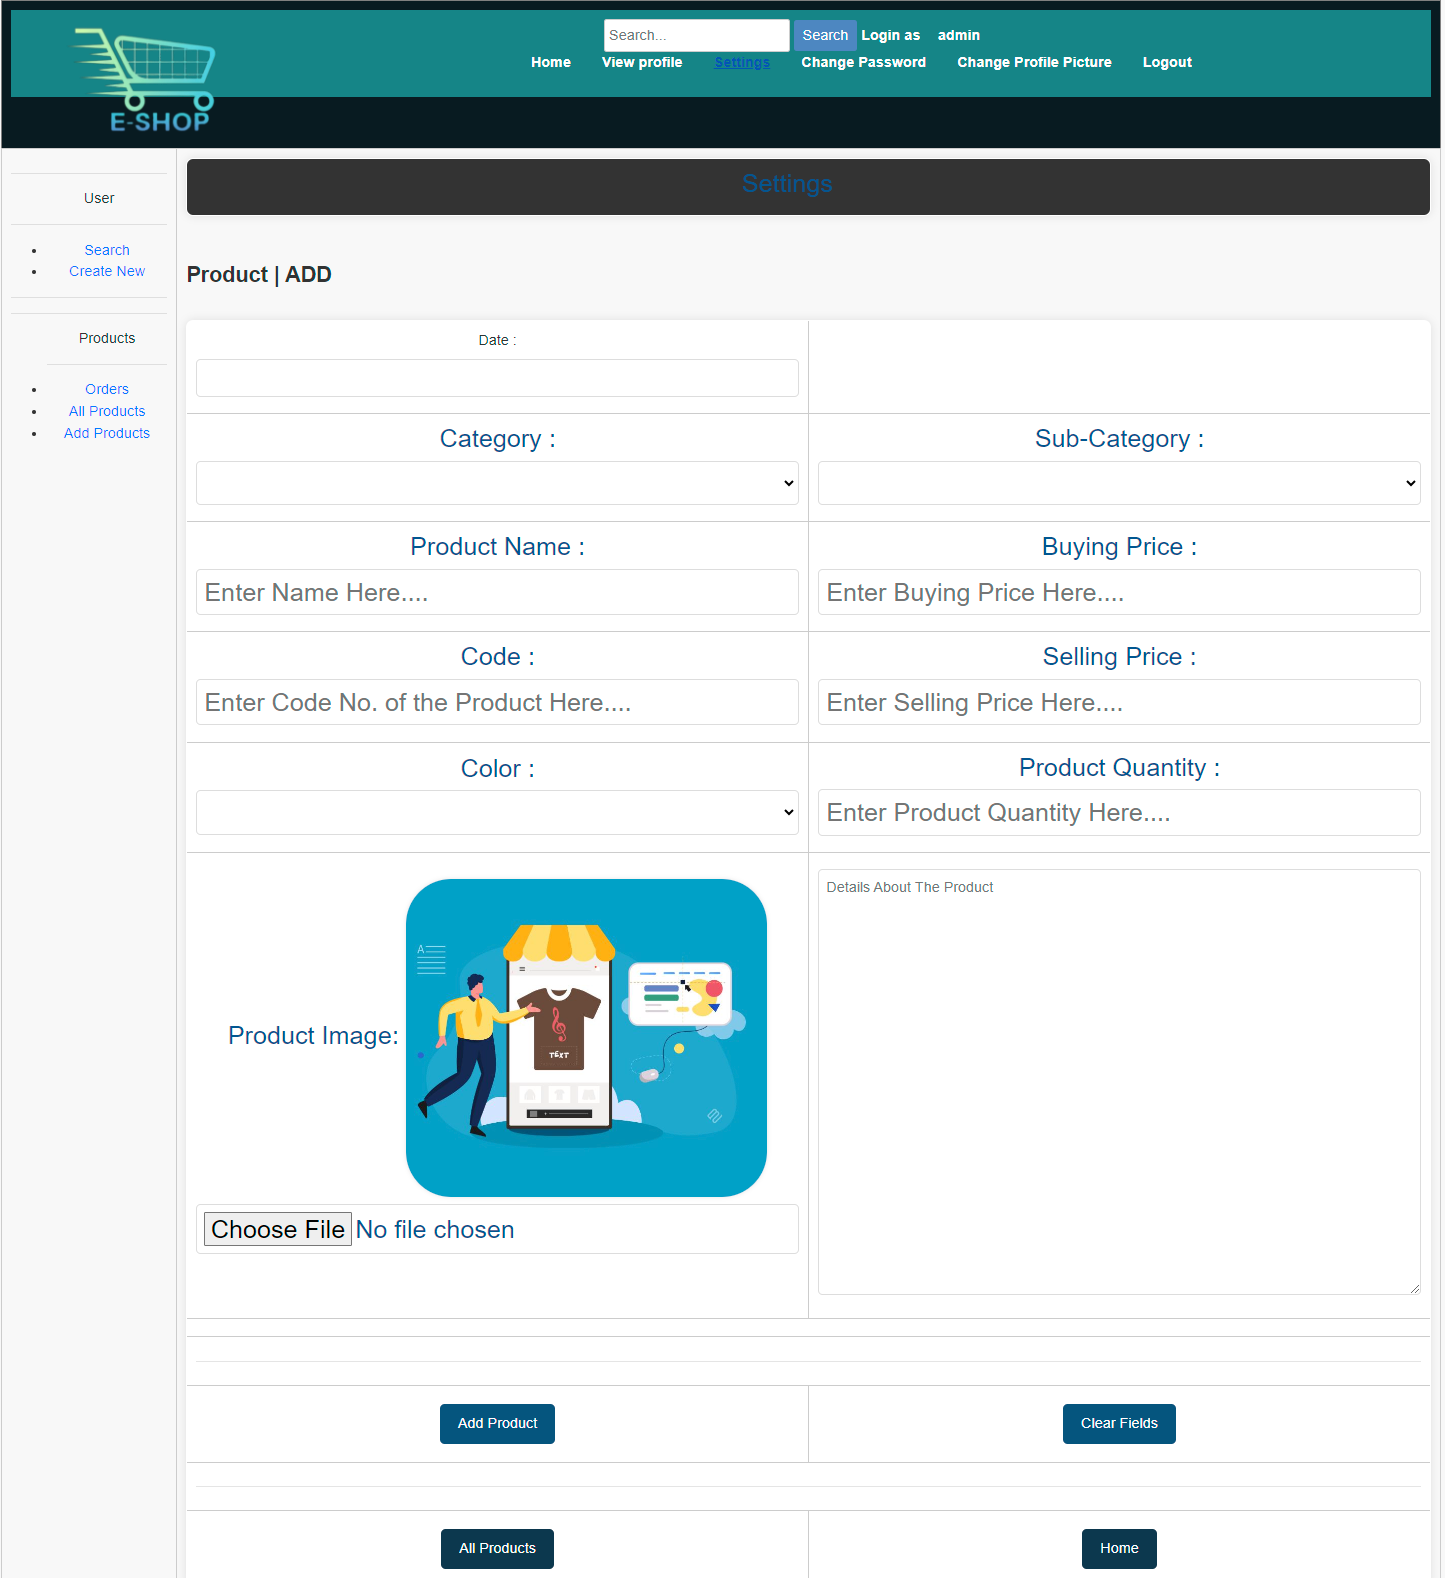 E-SHOP
Search... Search Login as admin
Home View profile Settings Change Password Change Profile Picture Logout
Settings
User
Search
Create New
Products
Orders
All Products
Add Products
Product | ADD
Date :
Category : Sub-Category :
Product Name : Buying Price :
Enter Name Here.... Enter Buying Price Here....
Code : Selling Price :
Enter Code No. of the Product Here.... Enter Selling Price Here....
Color : Product Quantity :
Enter Product Quantity Here....
Details About The Product
A
Product Image:
TEXT
Choose File No file chosen
Add Product Clear Fields
All Products Home